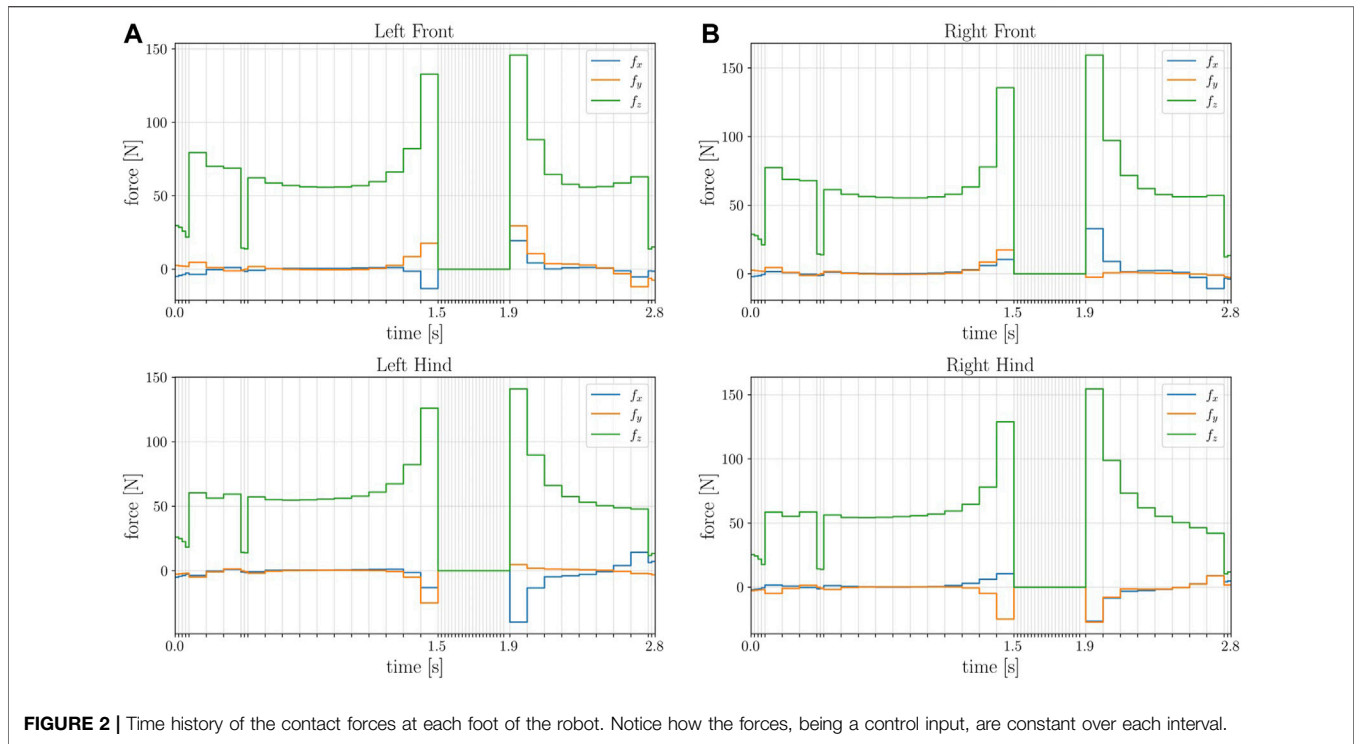 A
B
Left Front
Right Front
force [N]
150
100
50
0
f_x
f_y
f_z
0.0
1.5
1.9
2.8
time [s]
force [N]
150
100
50
0
f_x
f_y
f_z
0.0
1.5
1.9
2.8
time [s]
Left Hind
Right Hind
force [N]
150
100
50
0
f_x
f_y
f_z
0.0
1.5
1.9
2.8
time [s]
force [N]
150
100
50
0
f_x
f_y
f_z
0.0
1.5
1.9
2.8
time [s]
FIGURE 2 | Time history of the contact forces at each foot of the robot. Notice how the forces, being a control input, are constant over each interval.